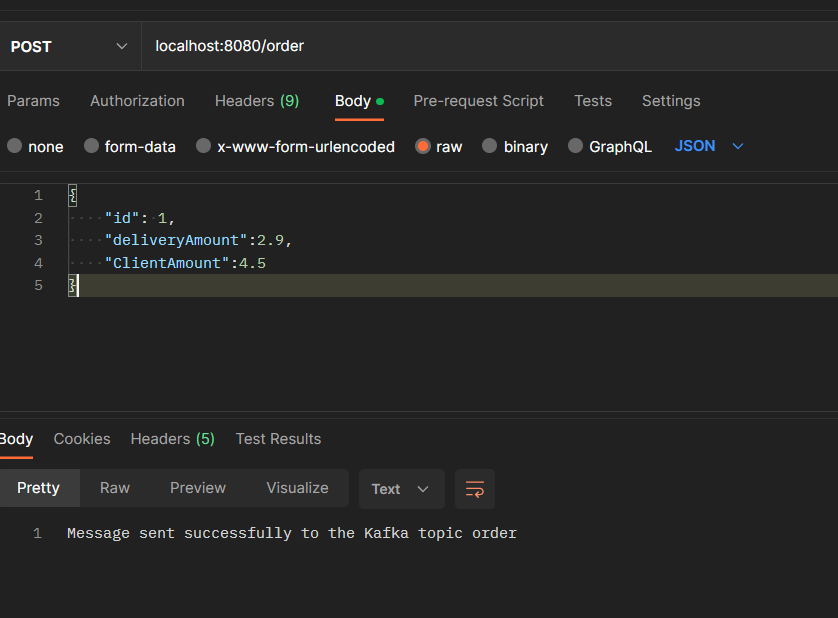 POST localhost:8080/order
Params Authorization Headers (9) Body Pre-request Script Tests Settings
none form-data x-www-form-urlencoded raw binary GraphQL JSON
1 {
2 "id": 1,
3 "deliveryAmount":2.9,
4 "ClientAmount":4.5
5 }
Body Cookies Headers (5) Test Results
Pretty Raw Preview Visualize Text
1 Message sent successfully to the Kafka topic order